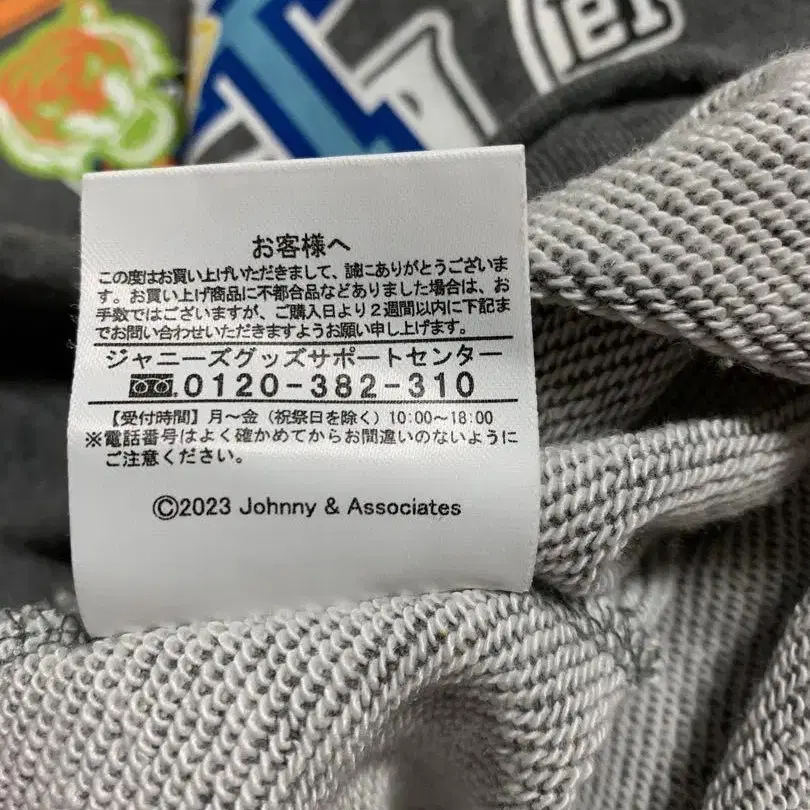 お客様へ
この度はお買い上げいただきまして、誠にありがとうございま
す。お買い上げ商品に不都合品などありました場合は、お
手数ではございますが、ご購入日より2週間以内に下記ま
でお問い合わせいただきますようお願い申し上げます。
ジャニーズグッズサポートセンター
0120-382-310
【受付時間】月～金（祝祭日を除く）10:00～18:00
※電話番号はよく確かめてからお間違いのないように
ご注意ください。
©2023 Johnny & Associates